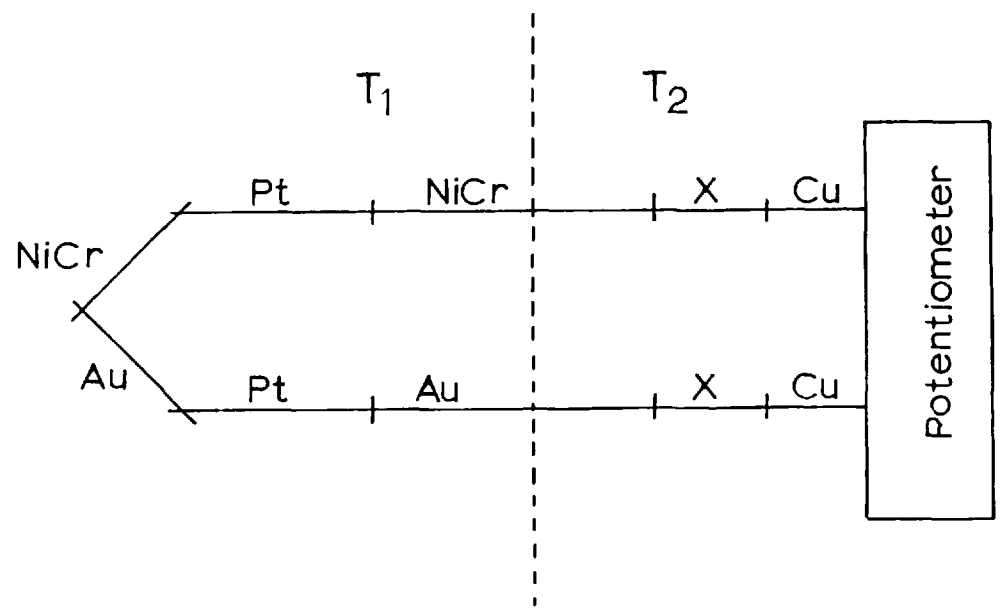 T1 T2
Pt NiCr X Cu
NiCr
Au
Pt Au X Cu
Potentiometer